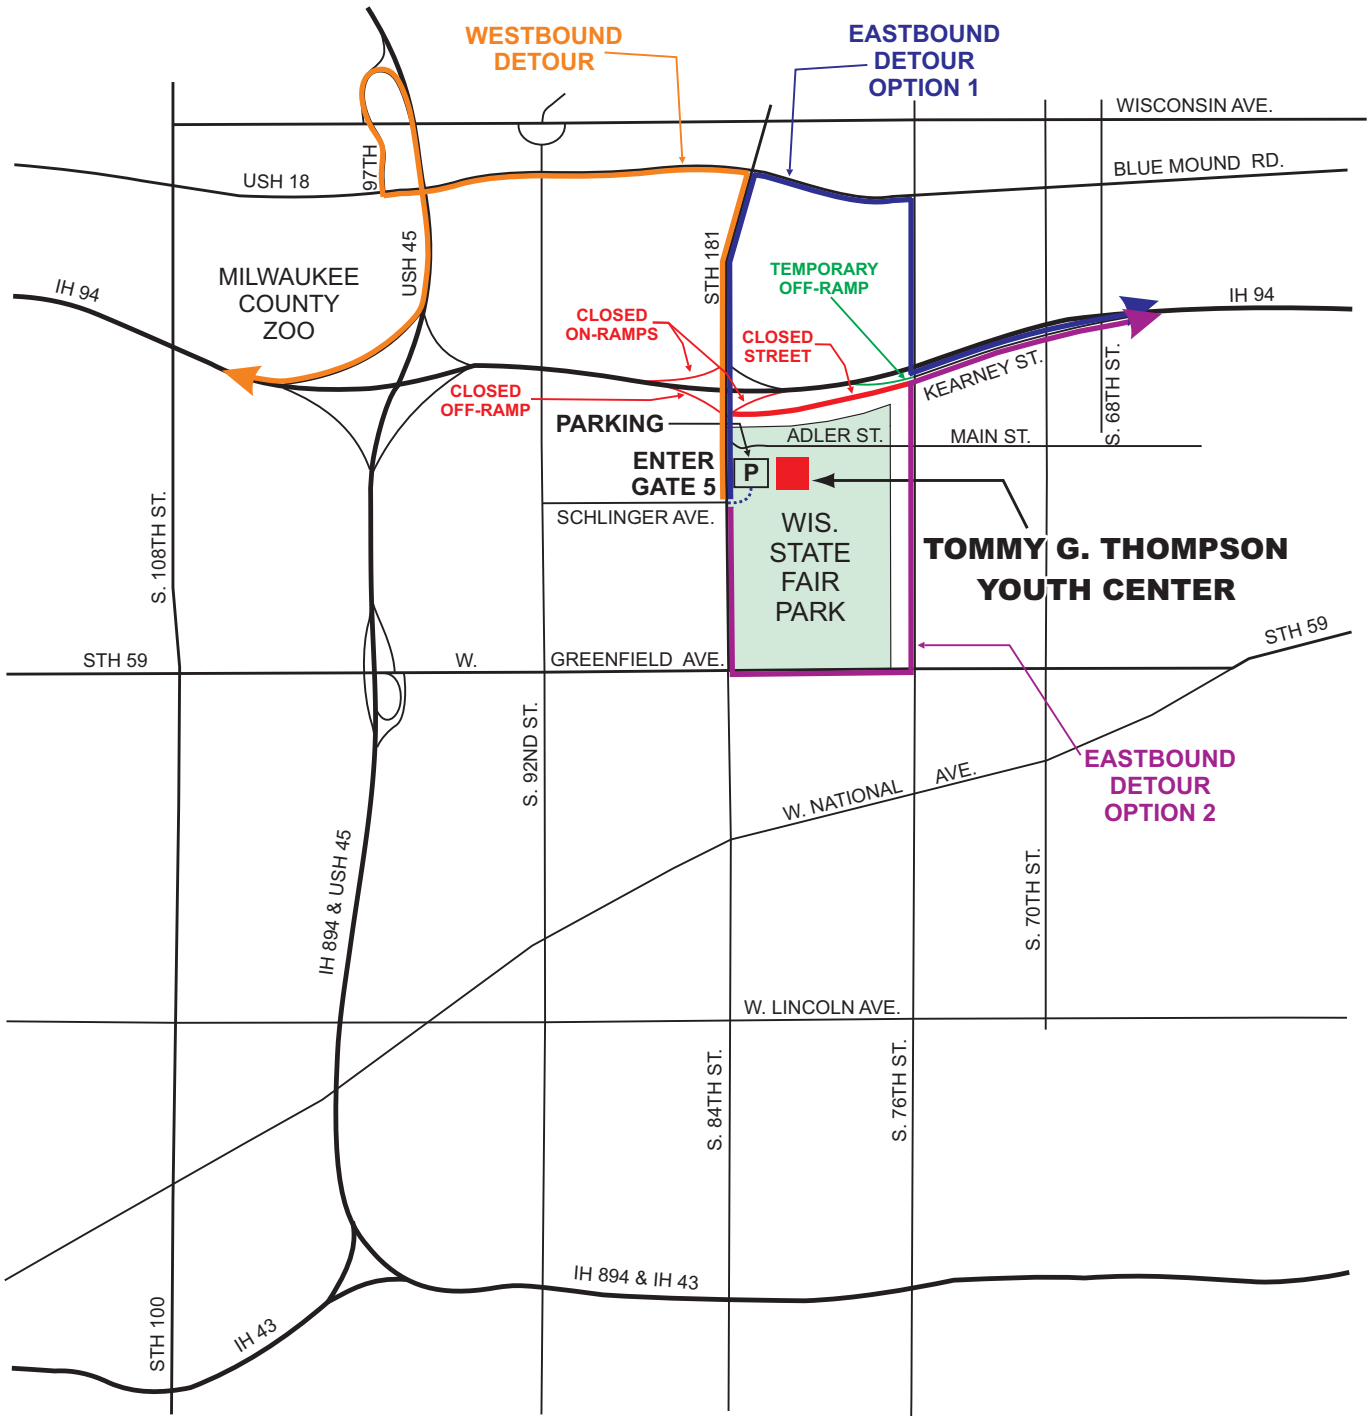 WESTBOUND
DETOUR
EASTBOUND
DETOUR
OPTION 1
WISCONSIN AVE.
BLUE MOUND RD.
97TH
USH 18
USH 45
STH 181
MILWAUKEE
COUNTY
ZOO
TEMPORARY
OFF-RAMP
IH 94
IH 94
CLOSED
ON-RAMPS
CLOSED
STREET
KEARNEY ST.
S. 68TH ST.
CLOSED
OFF-RAMP
PARKING
ADLER ST.
MAIN ST.
ENTER
GATE 5
P
SCHLINGER AVE.
WIS.
STATE
FAIR
PARK
TOMMY G. THOMPSON
YOUTH CENTER
S. 108TH ST.
STH 59
W.
GREENFIELD AVE.
STH 59
S. 92ND ST.
EASTBOUND
DETOUR
OPTION 2
W. NATIONAL
AVE.
IH 894 & USH 45
S. 70TH ST.
W. LINCOLN AVE.
S. 84TH ST.
S. 76TH ST.
IH 894 & IH 43
STH 100
IH 43